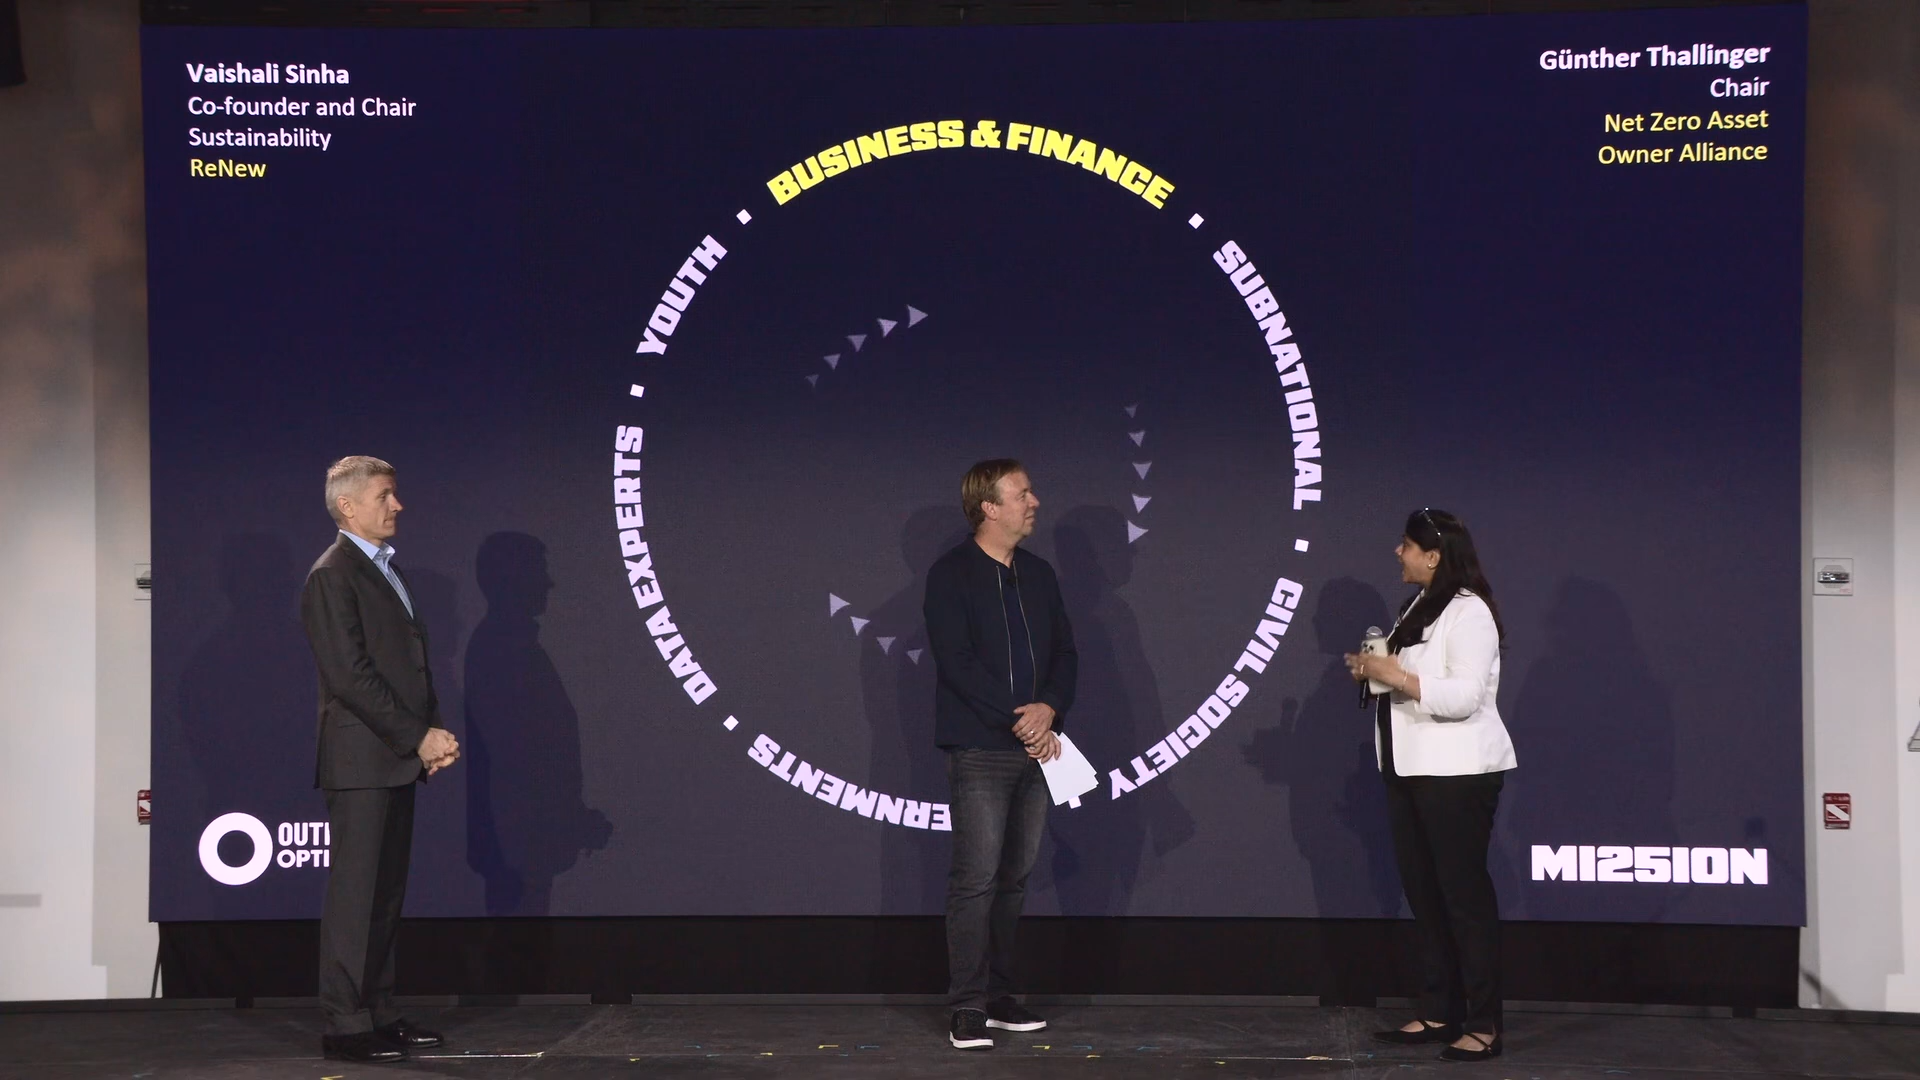 Vaishali Sinha
Co-founder and Chair
Sustainability
ReNew
Günther Thallinger
Chair
Net Zero Asset
Owner Alliance
BUSINESS & FINANCE
SUBNATIONAL
CIVIL SOCIETY
DATA EXPERTS
YOUTH
MI25ION